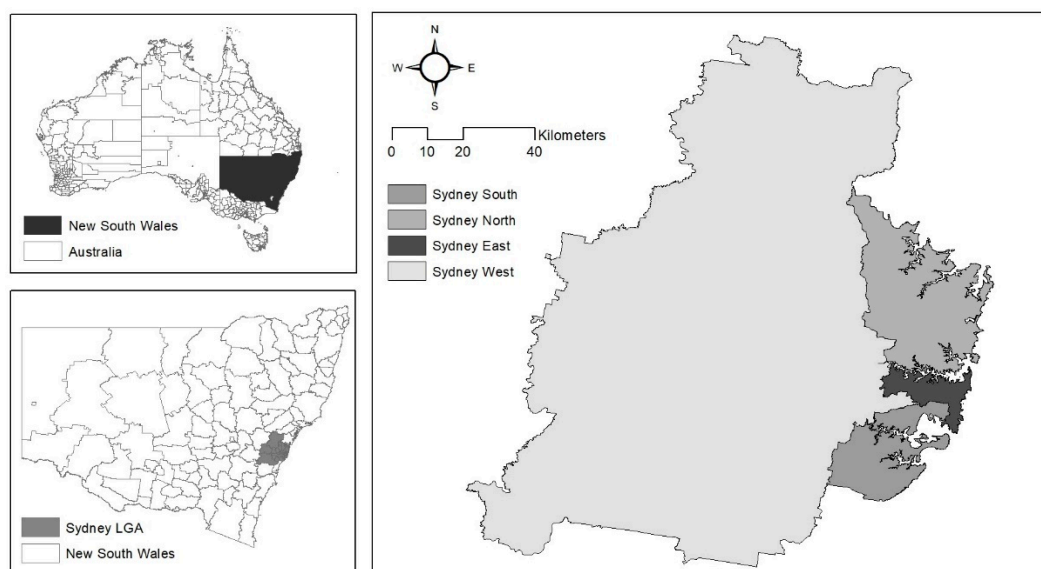 New South Wales
Australia
Sydney LGA
New South Wales
N
W E
S
Kilometers
0 10 20 40
Sydney South
Sydney North
Sydney East
Sydney West